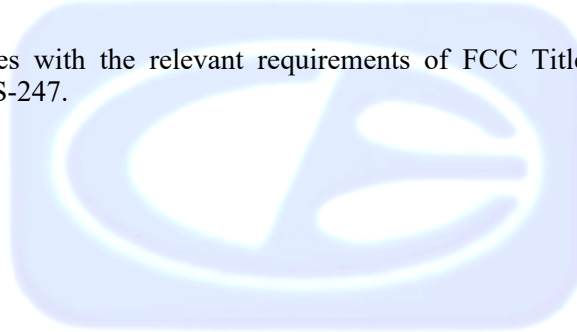 es with the relevant requirements of FCC Title
S-247.